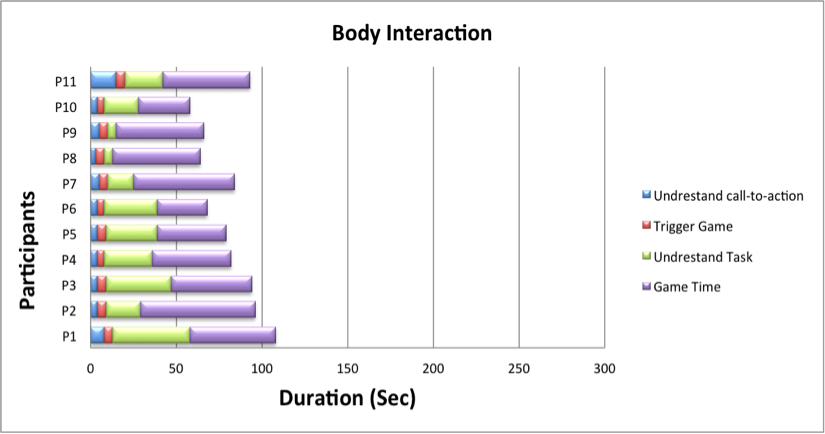 Body Interaction
Participants
P11
P10
P9
P8
P7
P6
P5
P4
P3
P2
P1
0 50 100 150 200 250 300
Duration (Sec)
Undrestand call-to-action
Trigger Game
Undrestand Task
Game Time